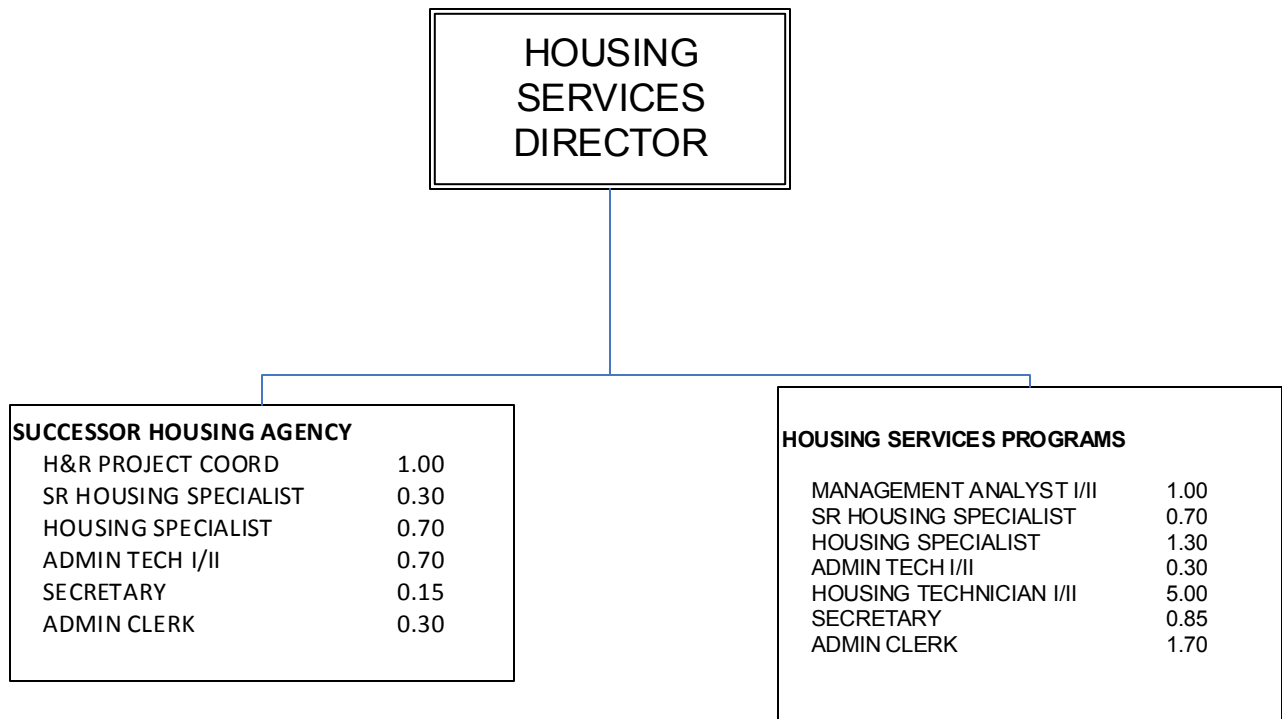 HOUSING
SERVICES
DIRECTOR
SUCCESSOR HOUSING AGENCY
H&R PROJECT COORD 1.00
SR HOUSING SPECIALIST 0.30
HOUSING SPECIALIST 0.70
ADMIN TECH I/II 0.70
SECRETARY 0.15
ADMIN CLERK 0.30
HOUSING SERVICES PROGRAMS
MANAGEMENT ANALYST I/II 1.00
SR HOUSING SPECIALIST 0.70
HOUSING SPECIALIST 1.30
ADMIN TECH I/II 0.30
HOUSING TECHNICIAN I/II 5.00
SECRETARY 0.85
ADMIN CLERK 1.70